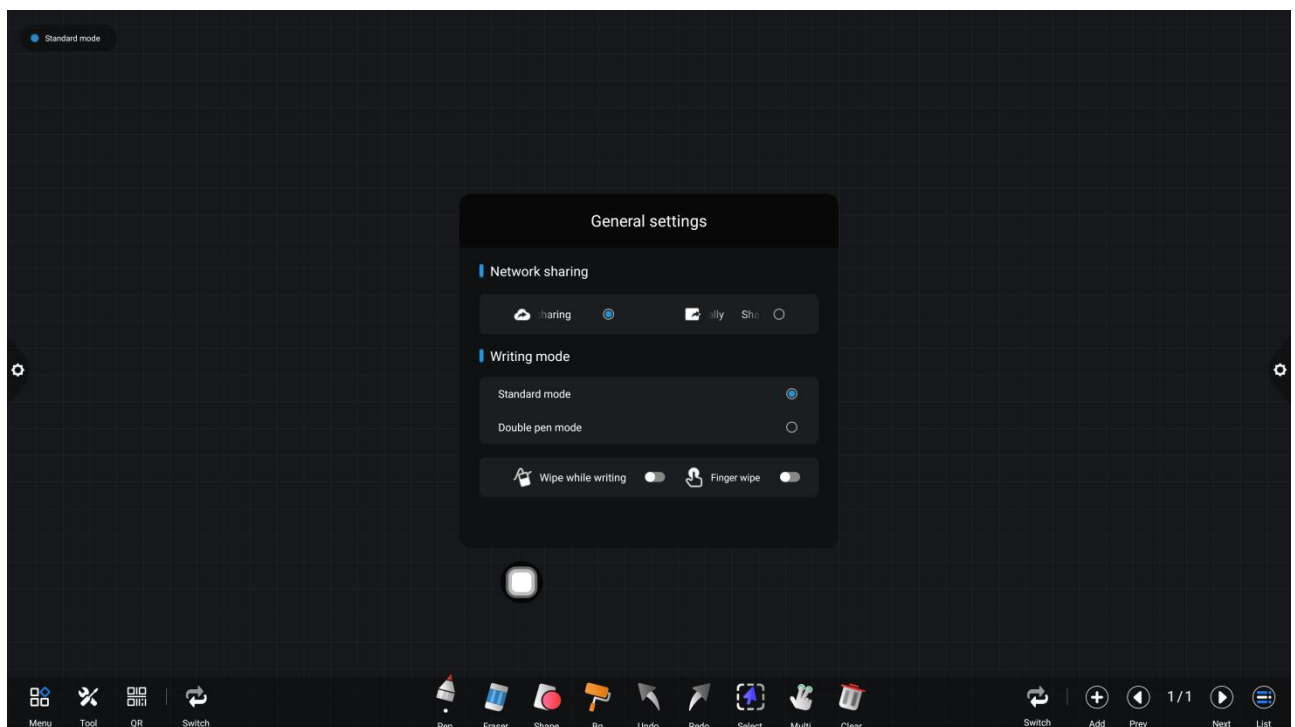 Standard mode
General settings
Network sharing
haring
ally Sha
Writing mode
Standard mode
Double pen mode
Wipe while writing
Finger wipe
Menu Tool QR Switch Pen Eraser Shape Bg Undo Redo Select Multi Clear Switch Add Prev 1/1 Next List